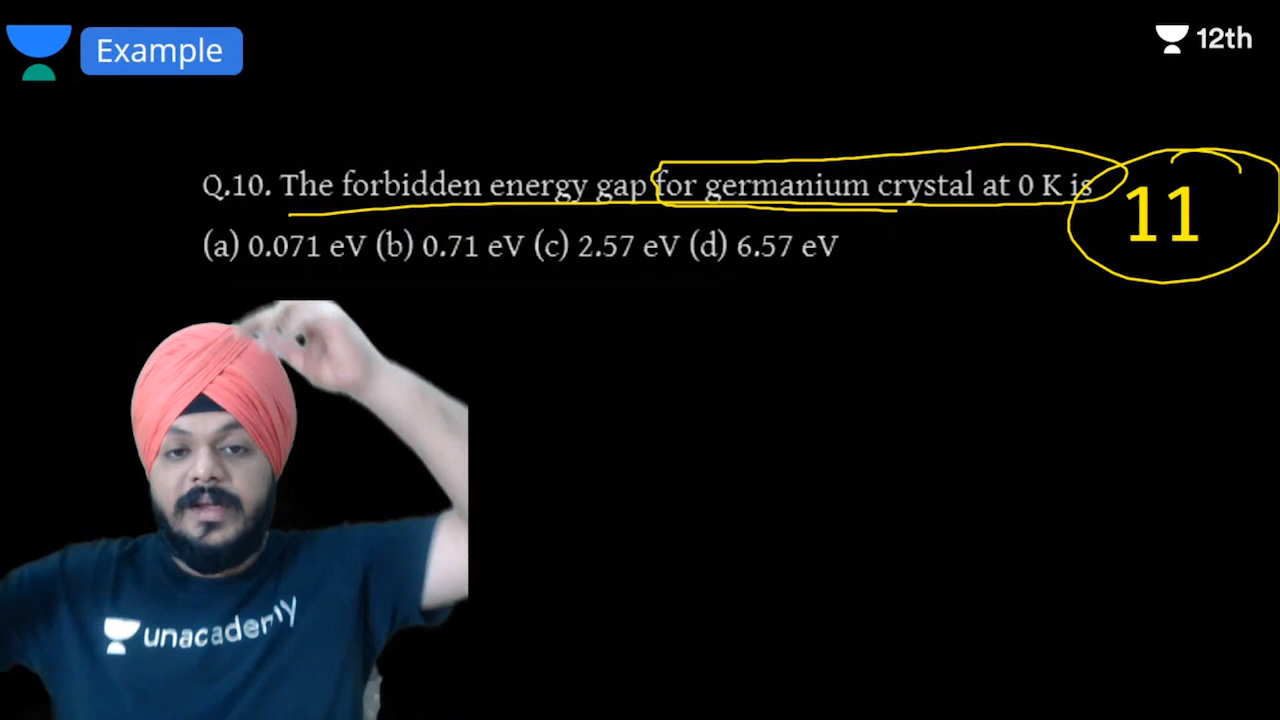 Example
12th
Q.10. The forbidden energy gap for germanium crystal at 0 K is
11
(a) 0.071 eV (b) 0.71 eV (c) 2.57 eV (d) 6.57 eV
unacademy